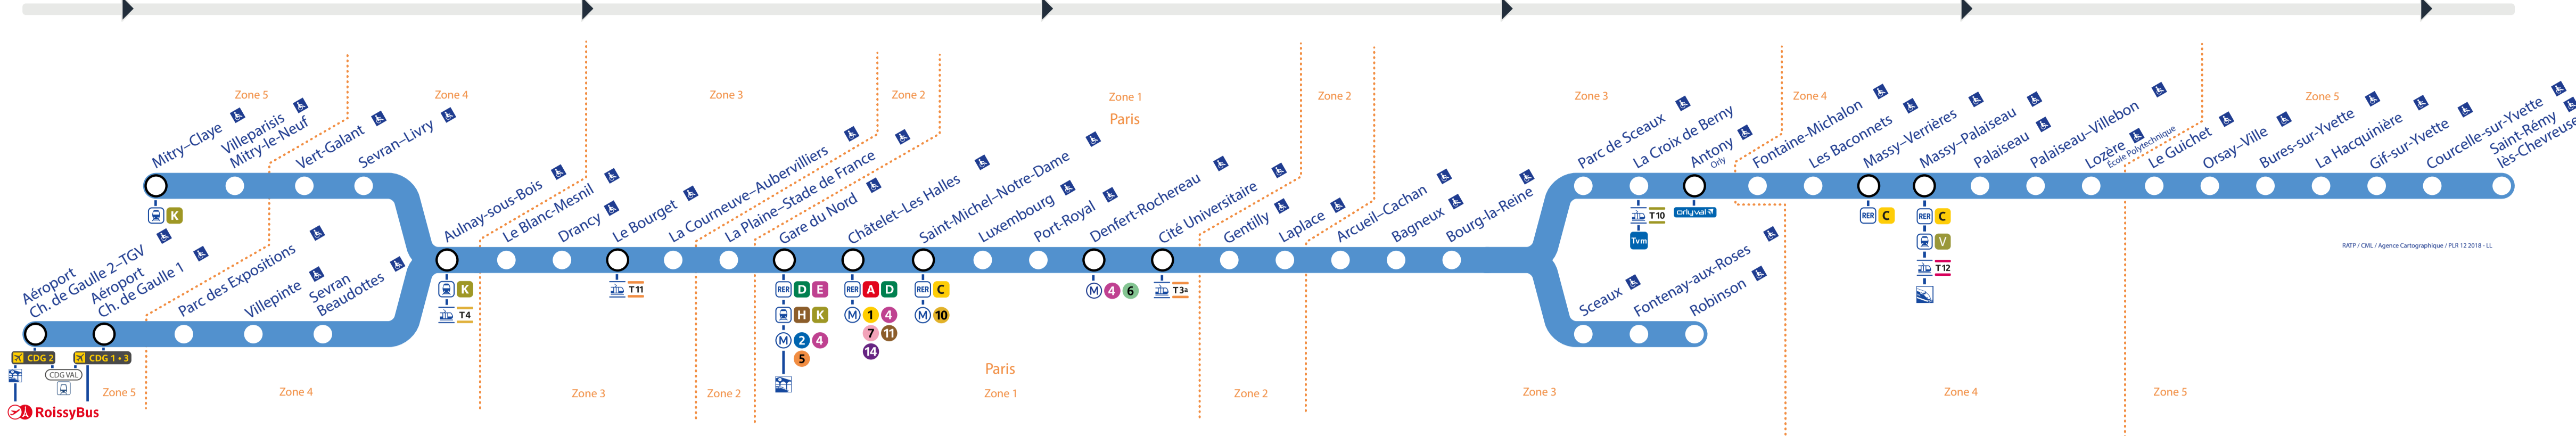 Zone 5
Zone 4
Zone 3
Zone 2
Zone 1
Paris
Zone 2
Zone 3
Zone 4
Zone 5
Mitry–Claye
Villeparisis
Mitry-le-Neuf
Vert-Galant
Sevran–Livry
K
Aéroport
Ch. de Gaulle 2–TGV
Aéroport
Ch. de Gaulle 1
Parc des Expositions
Villepinte
Sevran
Beaudottes
CDG 2
CDG 1 • 3
CDG VAL
RoissyBus
Aulnay-sous-Bois
K
T4
Le Blanc-Mesnil
Drancy
Le Bourget
T11
La Courneuve–Aubervilliers
La Plaine–Stade de France
Gare du Nord
RER D E
H K
M 2 4
5
Châtelet–Les Halles
RER A D
M 1 4
7 11
14
Saint-Michel–Notre-Dame
RER C
M 10
Luxembourg
Port-Royal
Denfert-Rochereau
M 4 6
Cité Universitaire
T3a
Gentilly
Laplace
Arcueil–Cachan
Bagneux
Bourg-la-Reine
Parc de Sceaux
La Croix de Berny
T10
Tvm
Antony
Orly
orlyval
Fontaine-Michalon
Les Baconnets
Massy–Verrières
RER C
Massy–Palaiseau
RER C
V
T12
Palaiseau
Palaiseau–Villebon
Lozère
École Polytechnique
Le Guichet
Orsay–Ville
Bures-sur-Yvette
La Hacquinière
Gif-sur-Yvette
Courcelle-sur-Yvette
Saint-Rémy
lès-Chevreuse
Sceaux
Fontenay-aux-Roses
Robinson
RATP / CML / Agence Cartographique / PLR 12 2018 - LL
Zone 5
Zone 4
Zone 3
Zone 2
Paris
Zone 1
Zone 2
Zone 3
Zone 4
Zone 5